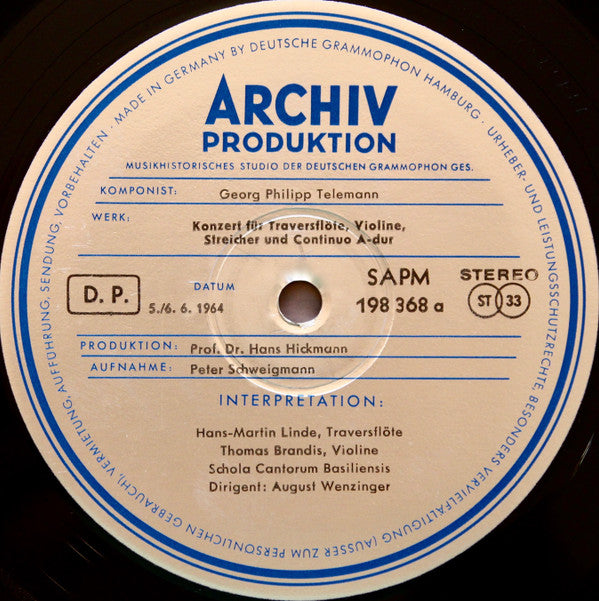 MADE IN GERMANY BY DEUTSCHE GRAMMOPHON HAMBURG · URHEBER- UND LEISTUNGSSCHUTZRECHTE, BESONDERS VERVIELFÄLTIGUNG (AUSSER ZUM PERSÖNLICHEN GEBRAUCH), VERMIETUNG, AUFFÜHRUNG, SENDUNG, VORBEHALTEN ·
ARCHIV
PRODUKTION
MUSIKHISTORISCHES STUDIO DER DEUTSCHEN GRAMMOPHON GES.
KOMPONIST: Georg Philipp Telemann
WERK: Konzert für Traversflöte, Violine,
Streicher und Continuo A-dur
D. P. DATUM SAPM STEREO
5./6. 6. 1964 198 368 a ST 33
PRODUKTION: Prof. Dr. Hans Hickmann
AUFNAHME: Peter Schweigmann
INTERPRETATION:
Hans-Martin Linde, Traversflöte
Thomas Brandis, Violine
Schola Cantorum Basiliensis
Dirigent: August Wenzinger